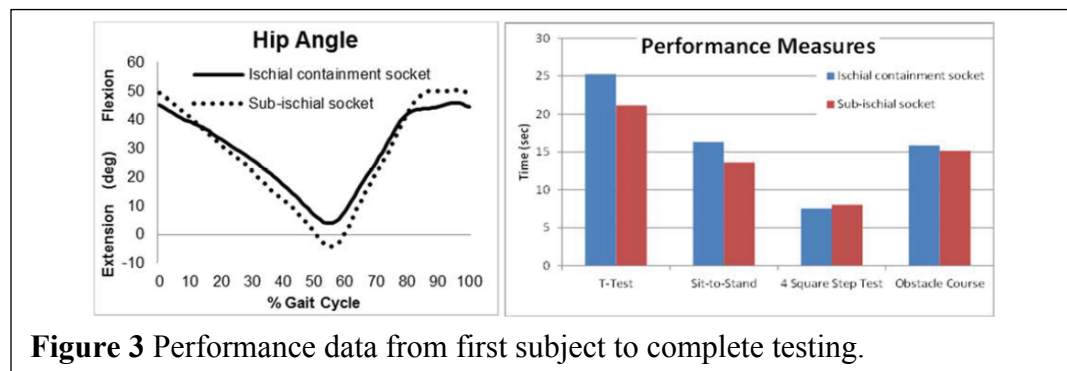 Hip Angle
60
50
40
30
20
10
0
-10
Extension (deg) Flexion
Ischial containment socket
Sub-ischial socket
0 10 20 30 40 50 60 70 80 90 100
% Gait Cycle
Performance Measures
30
25
20
15
10
5
0
Time (sec)
Ischial containment socket
Sub-ischial socket
T-Test Sit-to-Stand 4 Square Step Test Obstacle Course
Figure 3 Performance data from first subject to complete testing.